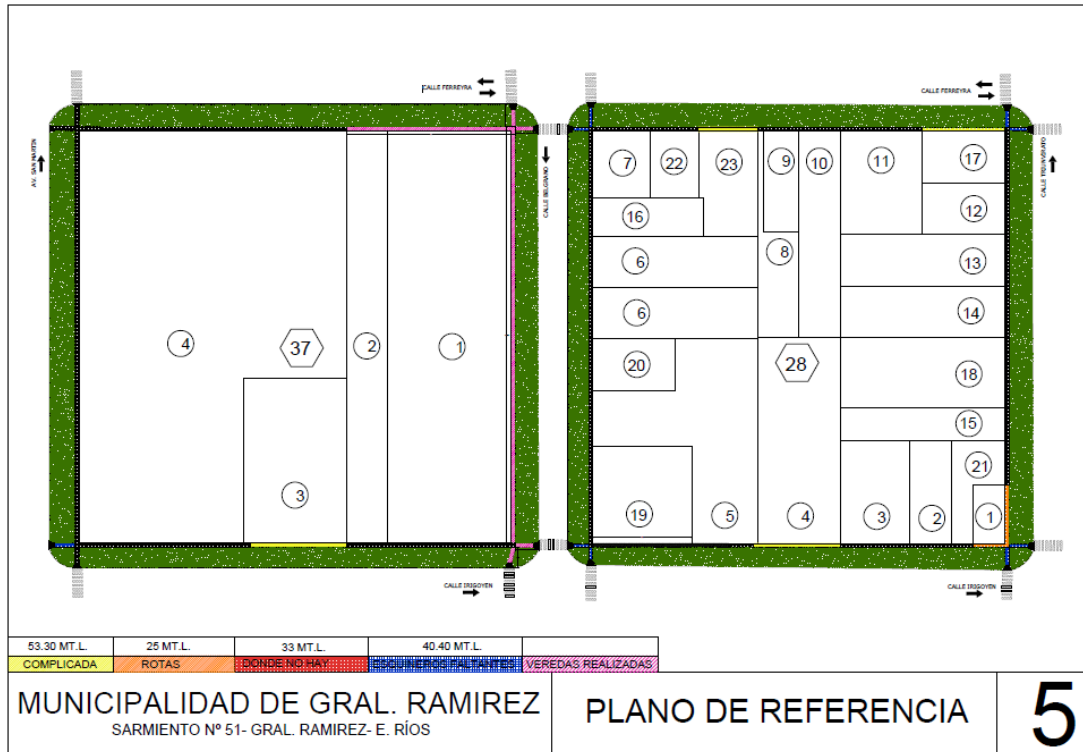 CALLE FERREYRA
CALLE FERREYRA
AV. SAN MARTIN
CALLE BELGRANO
CALLE TRIUNVIRATO
7
22
23
9
10
11
17
16
12
6
8
13
6
14
4
37
2
1
20
28
18
15
3
19
5
4
3
2
21
1
CALLE IRIGOYEN
CALLE IRIGOYEN
53.30 MT.L. 25 MT.L. 33 MT.L. 40.40 MT.L.
COMPLICADA ROTAS DONDE NO HAY ESQUINEROS FALTANTES VEREDAS REALIZADAS
MUNICIPALIDAD DE GRAL. RAMIREZ
SARMIENTO Nº 51- GRAL. RAMIREZ- E. RÍOS
PLANO DE REFERENCIA
5